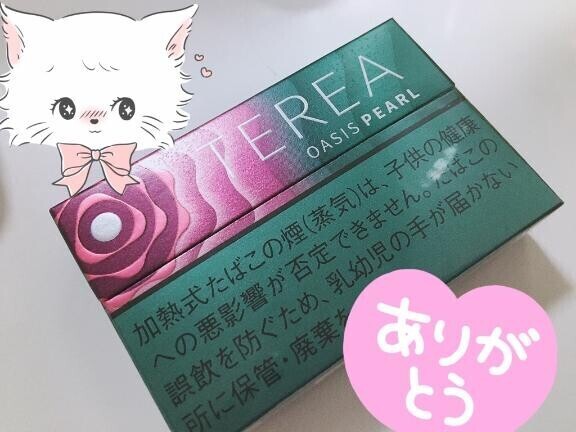 TEREA
OASIS PEARL
加熱式たばこの煙(蒸気)は、子供の健康
への悪影響が否定できません。たばこの
誤飲を防ぐため、乳幼児の手が届かない
所に保管・廃棄を
ありが
とう